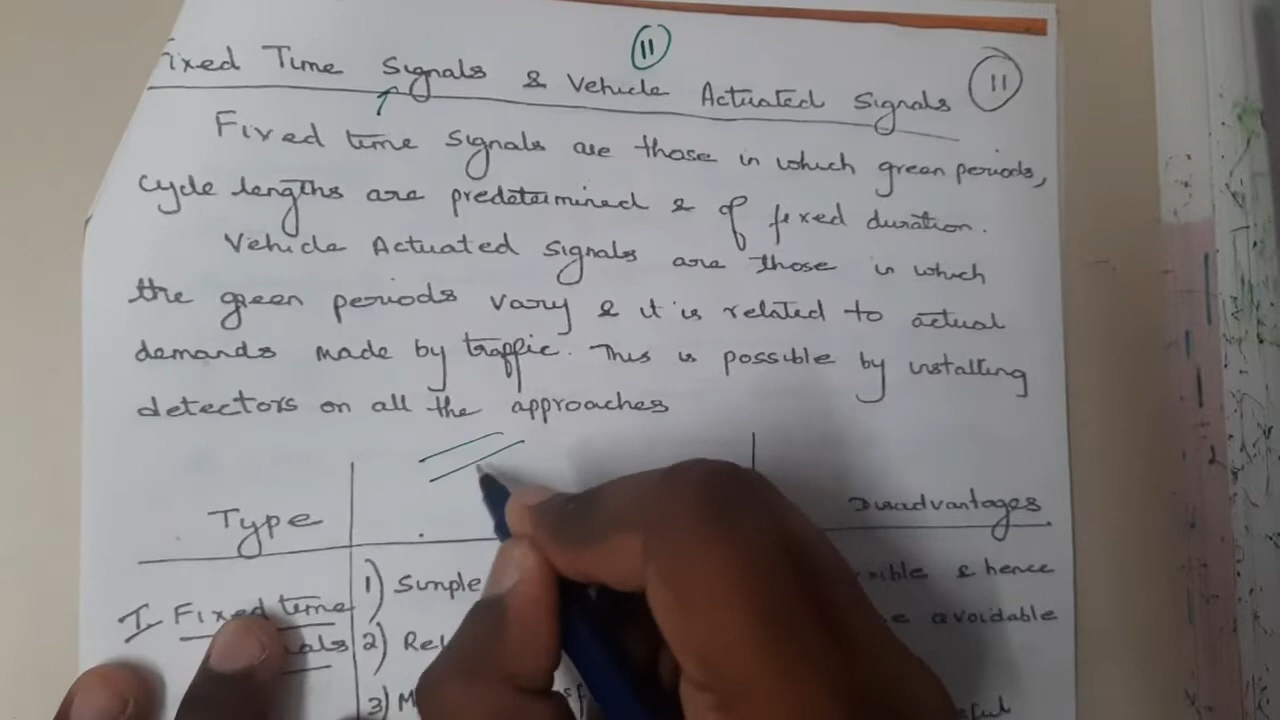 11
Fixed Time Signals & Vehicle Actuated Signals 11
Fixed time signals are those in which green periods,
cycle lengths are predetermined & of fixed duration.
Vehicle Actuated signals are those in which
the green periods vary & it is related to actual
demands made by traffic. This is possible by installing
detectors on all the approaches
Type Disadvantages
I Fixed time 1) Simple & hence
2) avoidable
3)